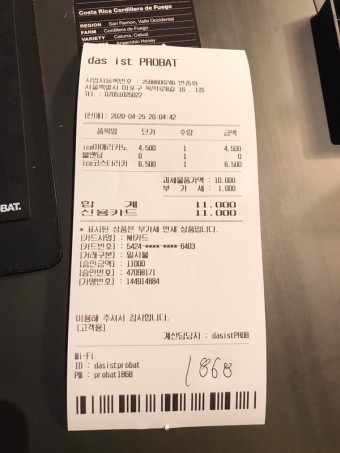 Costa Rica Cordillera de Fuego
REGION San Ramon, Valle Occidental
FARM Cordillera de Fuego
VARIETY Caturra, Catuai
Anaerobic Honey
BAT.
das ist PROBAT
사업자등록번호 : 2598600246
서울특별시 마포구 독막로8길 16 , 1층
TEL : 07051025022
[판매] : 2020-04-25 20:04:42
품목명 단가 수량 금액
ice아메리카노 4,500 1 4,500
블렌딩 0 1 0
ice코스타리카 6,500 1 6,500
과세물품가액 : 10,000
부 가 세 : 1,000
합 계 11,000
신용카드 11,000
* 표시된 상품은 부가세 면세 상품입니다.
[카드사명] : NH카드
[카드번호] : 5424-****-****-6403
[거래구분] : 일시불
[승인금액] : 11000
[승인번호] : 47098171
[가맹번호] : 144914884
이용해 주셔서 감사합니다.
[고객용]
계산담당자 : dasistPROB
Wi-Fi
ID : dasistprobat
PW : probat1868
1868